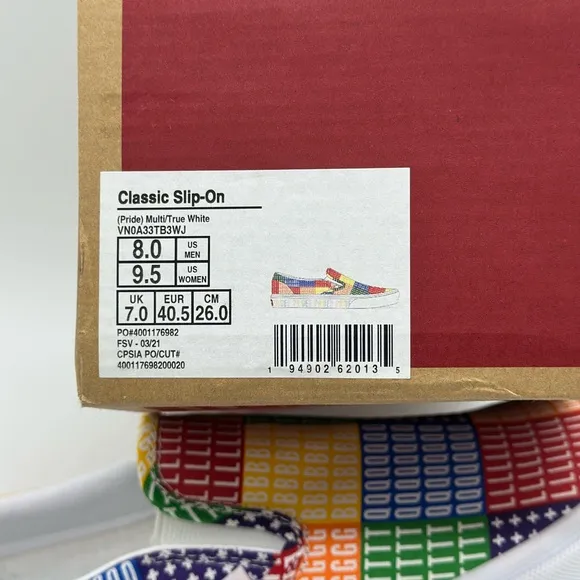 Classic Slip-On
(Pride) Multi/True White
VN0A33TB3WJ
8.0 US MEN
9.5 US WOMEN
UK 7.0 EUR 40.5 CM 26.0
PO#4001176982
FSV - 03/21
CPSIA PO/CUT#
400117698200020
1 94902 62013 5